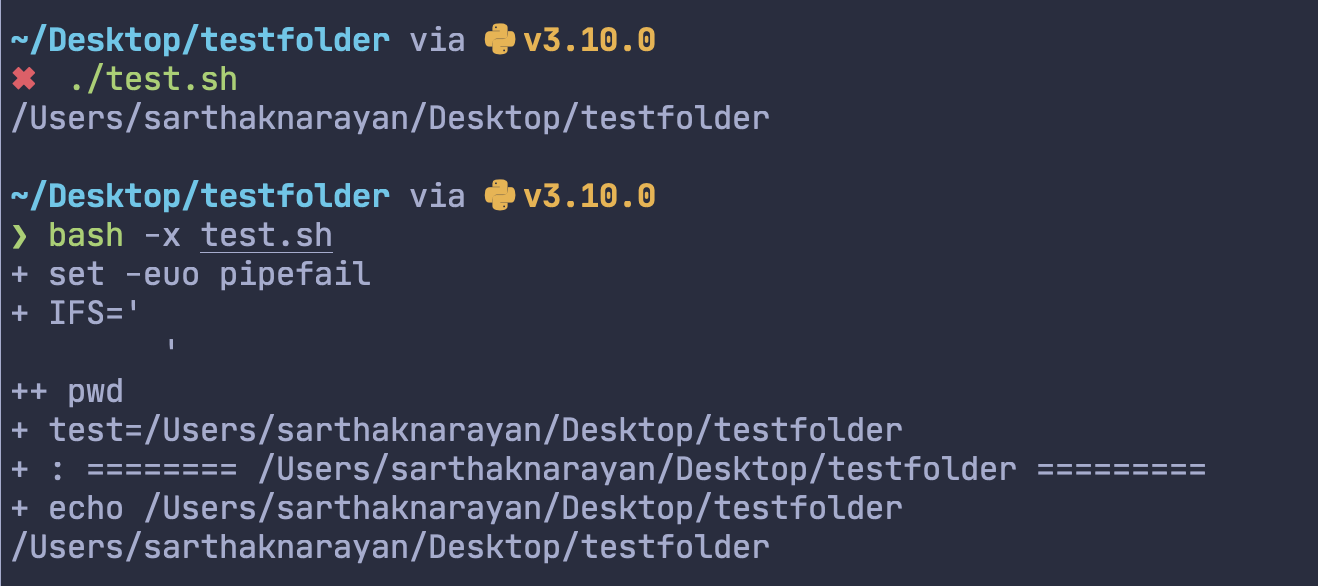 ~/Desktop/testfolder via v3.10.0
✖ ./test.sh
/Users/sarthaknarayan/Desktop/testfolder
~/Desktop/testfolder via v3.10.0
❯ bash -x test.sh
+ set -euo pipefail
+ IFS='
'
++ pwd
+ test=/Users/sarthaknarayan/Desktop/testfolder
+ : ======== /Users/sarthaknarayan/Desktop/testfolder =========
+ echo /Users/sarthaknarayan/Desktop/testfolder
/Users/sarthaknarayan/Desktop/testfolder